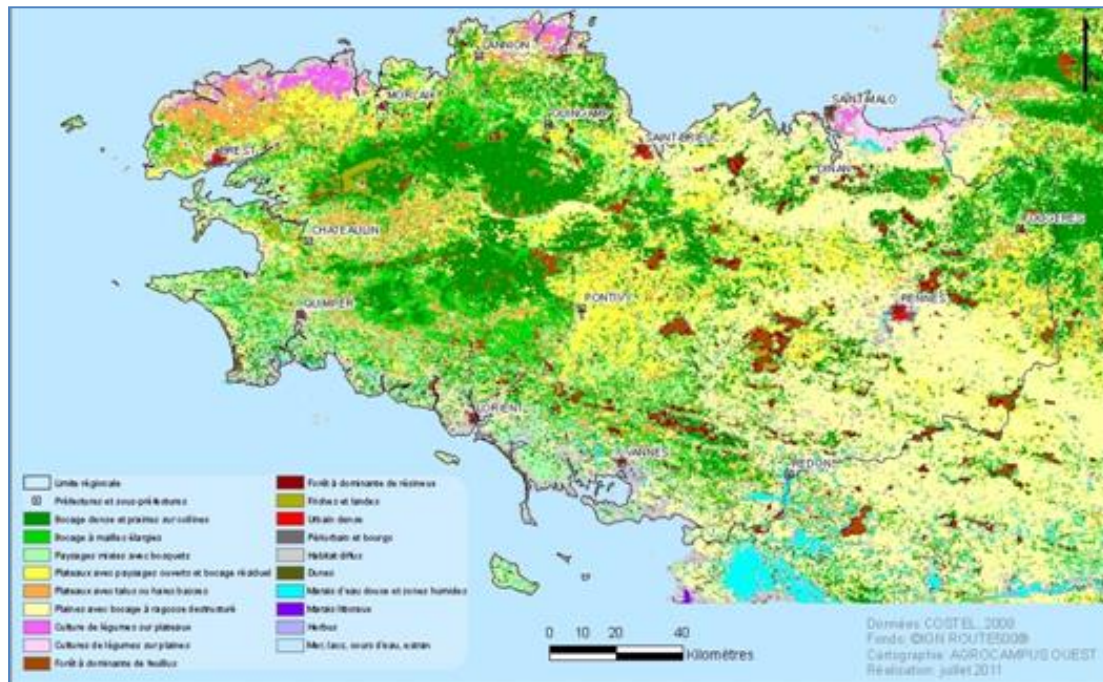 LANNION
MORLAIX
GUINGAMP
SAINT-MALO
SAINT-BRIEUC
BREST
DINAN
FOUGERES
CHATEAULIN
QUIMPER
PONTIVY
RENNES
LORIENT
VANNES
REDON
Limite régionale
Préfectures et sous-préfectures
Bocage dense et prairies sur collines
Bocage à mailles élargies
Paysages mixtes avec bosquets
Plateaux avec paysages ouverts et bocage résiduel
Plateaux avec talus ou haies basses
Plaines avec bocage à ragosse destructuré
Culture de légumes sur plateaux
Cultures de légumes sur plaines
Forêt à dominante de feuillus
Forêt à dominante de résineux
Friches et landes
Urbain dense
Périurbain et bourgs
Habitat diffus
Dunes
Marais d'eau douce et zones humides
Marais littoraux
Herbus
Mer, lacs, cours d'eau, estran
0 10 20 40
Kilomètres
Données COSTEL, 2008
Fonds: ©IGN ROUTE500®
Cartographie: AGROCAMPUS OUEST
Réalisation: juillet 2011